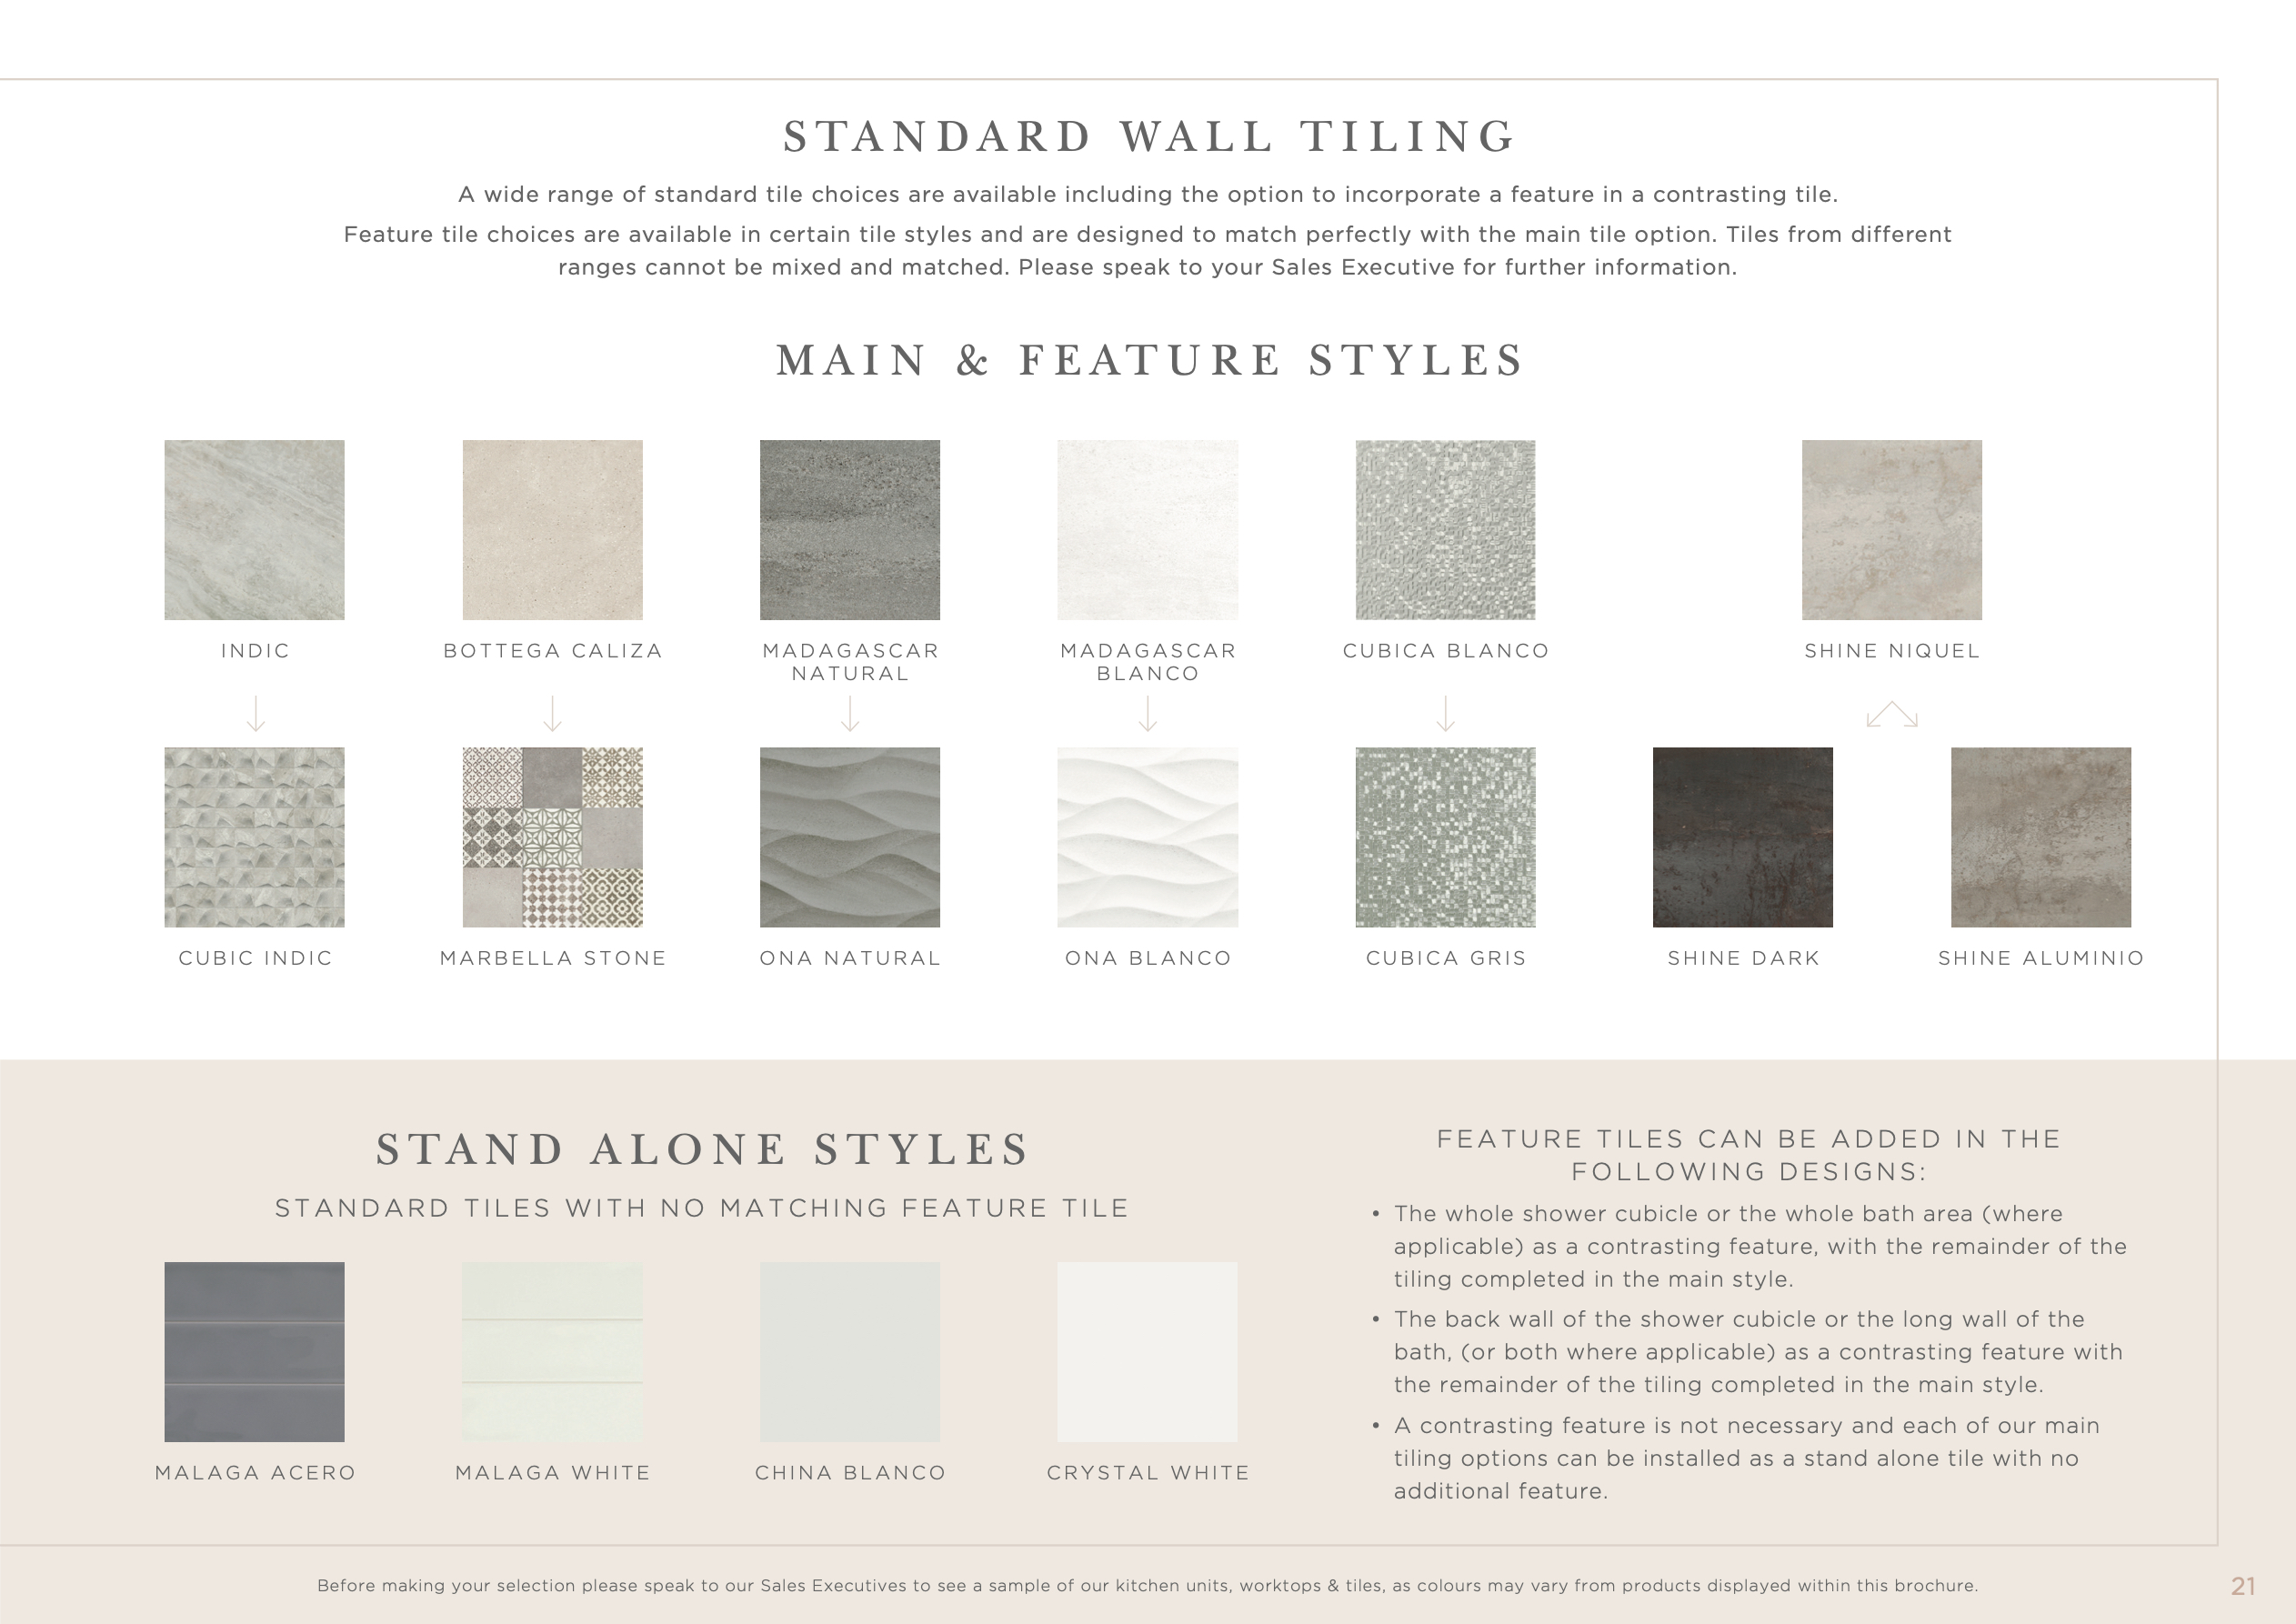 STANDARD WALL TILING
A wide range of standard tile choices are available including the option to incorporate a feature in a contrasting tile.
Feature tile choices are available in certain tile styles and are designed to match perfectly with the main tile option. Tiles from different
ranges cannot be mixed and matched. Please speak to your Sales Executive for further information.
MAIN & FEATURE STYLES
INDIC
BOTTEGA CALIZA
MADAGASCAR
NATURAL
MADAGASCAR
BLANCO
CUBICA BLANCO
SHINE NIQUEL
CUBIC INDIC
MARBELLA STONE
ONA NATURAL
ONA BLANCO
CUBICA GRIS
SHINE DARK
SHINE ALUMINIO
STAND ALONE STYLES
STANDARD TILES WITH NO MATCHING FEATURE TILE
MALAGA ACERO
MALAGA WHITE
CHINA BLANCO
CRYSTAL WHITE
FEATURE TILES CAN BE ADDED IN THE
FOLLOWING DESIGNS:
• The whole shower cubicle or the whole bath area (where
applicable) as a contrasting feature, with the remainder of the
tiling completed in the main style.
• The back wall of the shower cubicle or the long wall of the
bath, (or both where applicable) as a contrasting feature with
the remainder of the tiling completed in the main style.
• A contrasting feature is not necessary and each of our main
tiling options can be installed as a stand alone tile with no
additional feature.
Before making your selection please speak to our Sales Executives to see a sample of our kitchen units, worktops & tiles, as colours may vary from products displayed within this brochure.
21